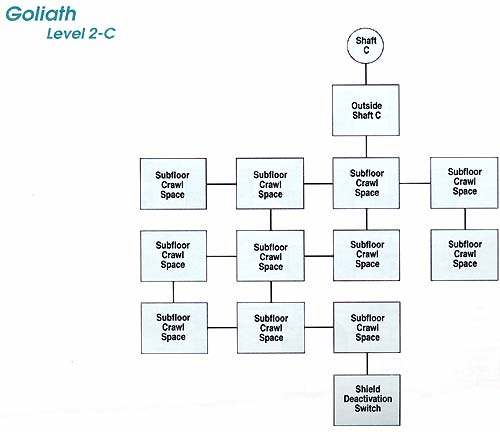 Goliath
Level 2-C
Shaft
C
Outside
Shaft C
Subfloor
Crawl
Space
Subfloor
Crawl
Space
Subfloor
Crawl
Space
Subfloor
Crawl
Space
Subfloor
Crawl
Space
Subfloor
Crawl
Space
Subfloor
Crawl
Space
Subfloor
Crawl
Space
Subfloor
Crawl
Space
Subfloor
Crawl
Space
Subfloor
Crawl
Space
Shield
Deactivation
Switch